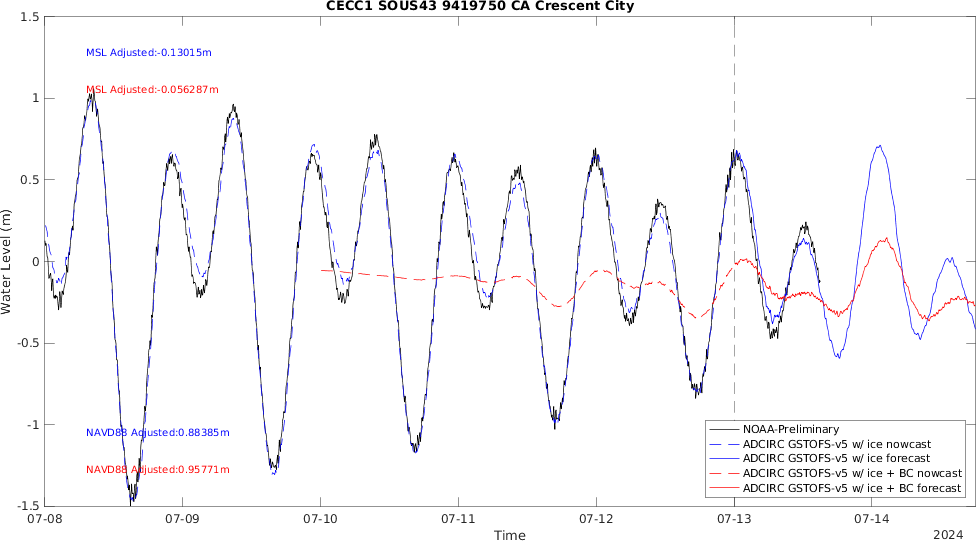 CECC1 SOUS43 9419750 CA Crescent City
1.5
MSL Adjusted:-0.13015m
MSL Adjusted:-0.056287m
1
0.5
0
Water Level (m)
-0.5
-1
NAVD88 Adjusted:0.88385m
NAVD88 Adjusted:0.95771m
-1.5
NOAA-Preliminary
ADCIRC GSTOFS-v5 w/ ice nowcast
ADCIRC GSTOFS-v5 w/ ice forecast
ADCIRC GSTOFS-v5 w/ ice + BC nowcast
ADCIRC GSTOFS-v5 w/ ice + BC forecast
07-08 07-09 07-10 07-11 07-12 07-13 07-14
Time
2024